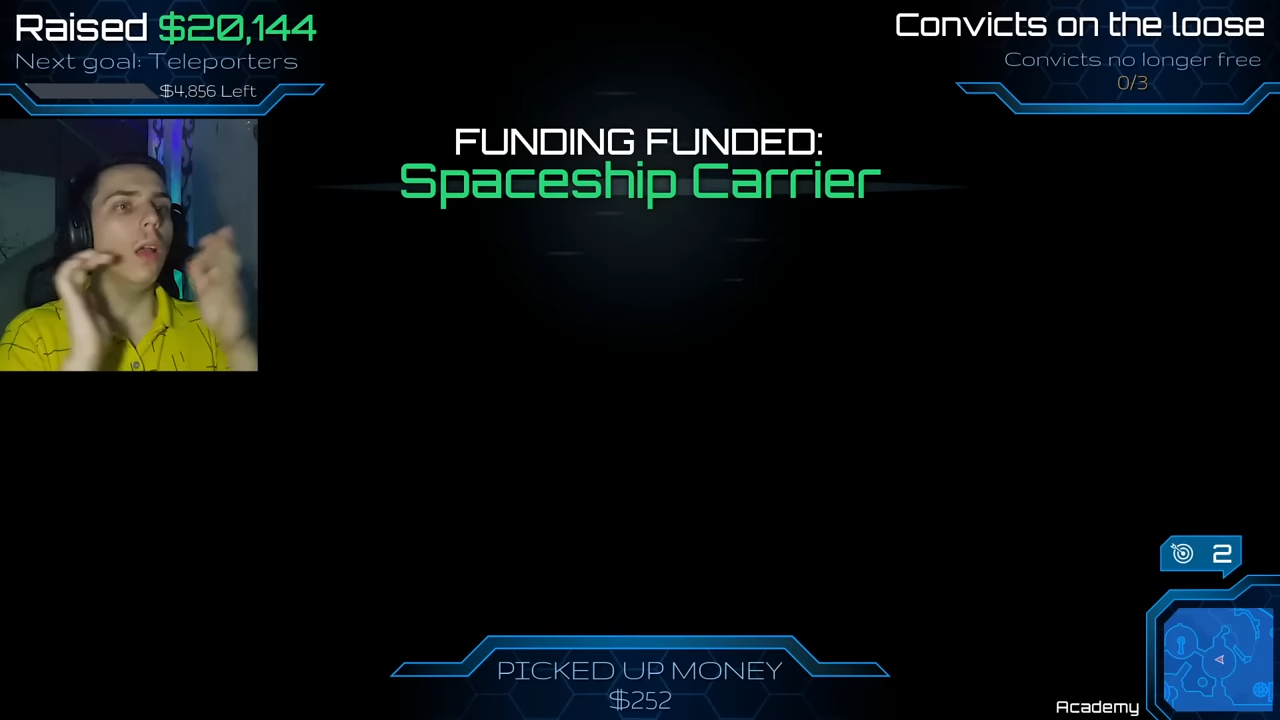 Raised $20,144
Next goal: Teleporters
$4,856 Left
Convicts on the loose
Convicts no longer free
0/3
FUNDING FUNDED:
Spaceship Carrier
2
PICKED UP MONEY
$252
Academy